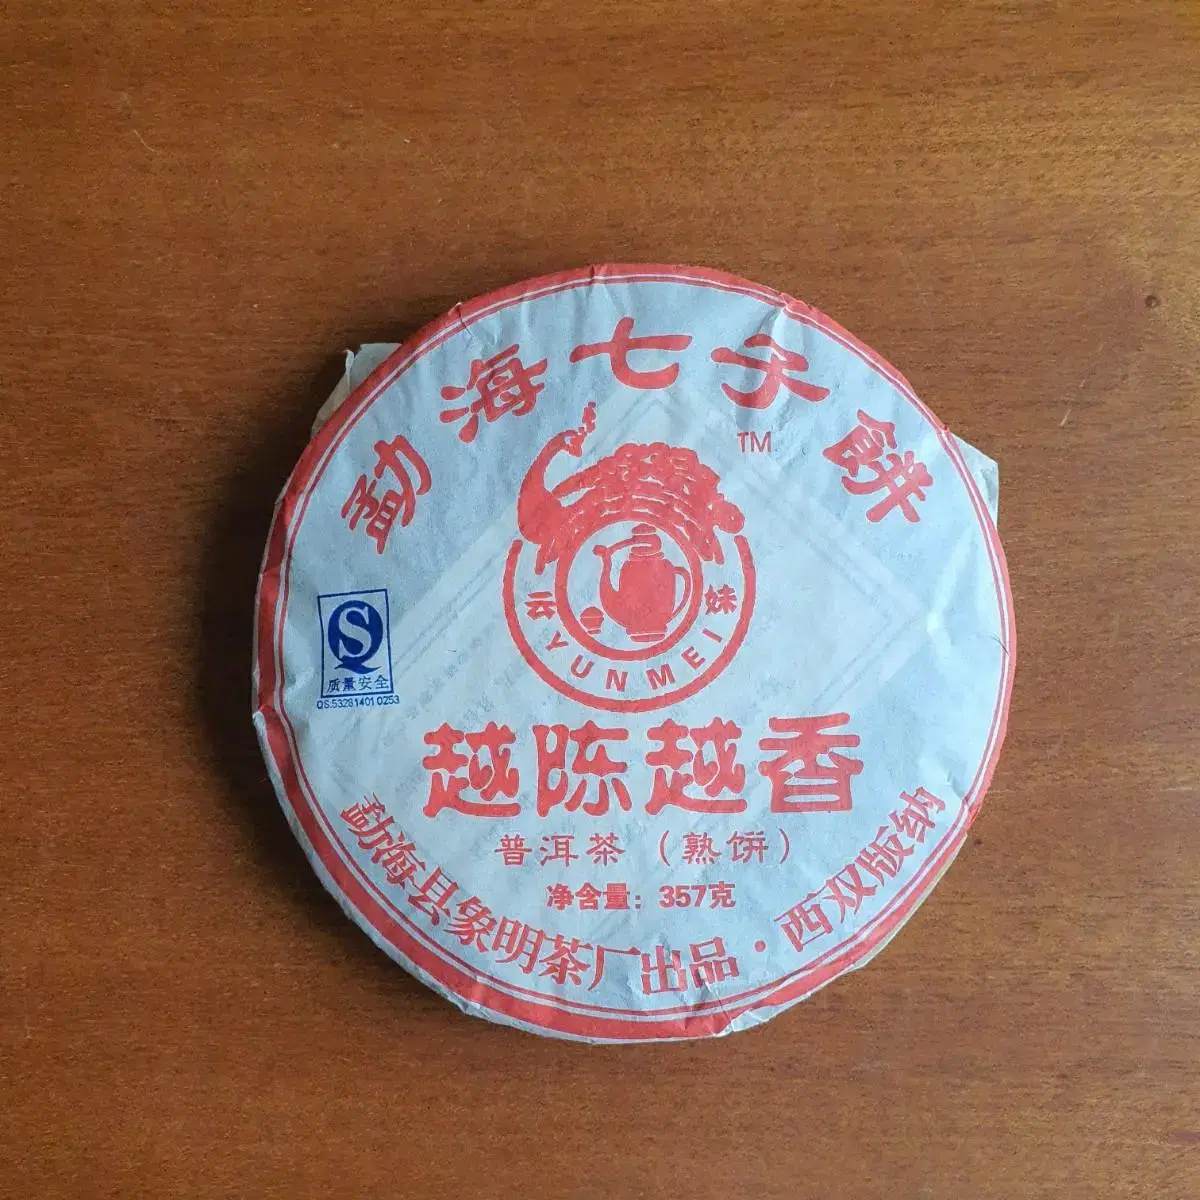 勐海七子餅
TM
云 妹
YUNMEI
质量安全
QS.53281401 0253
越陈越香
普洱茶（熟饼）
净含量：357克
勐海县象明茶厂出品·西双版纳